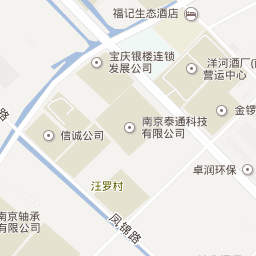 福记生态酒店
宝庆银楼连锁
发展公司
洋河酒厂(南
营运中心
金锣
路
信诚公司
南京泰通科技
有限公司
卓润环保
汪罗村
凤锦路
南京轴承
有限公司